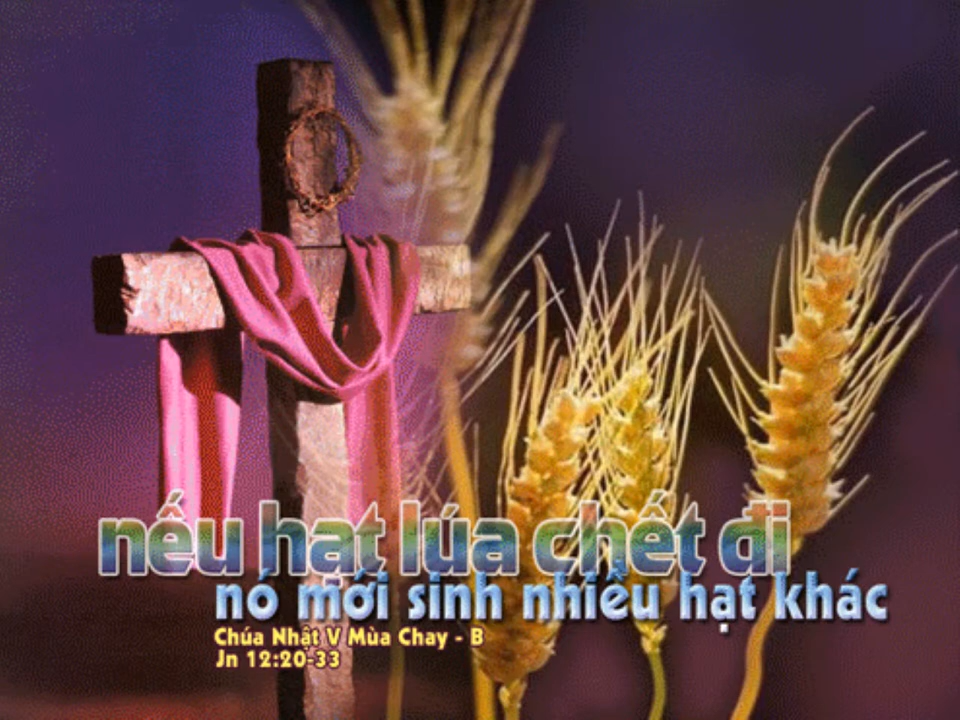 nếu hạt lúa chết đi
nó mới sinh nhiều hạt khác
Chúa Nhật V Mùa Chay - B
Jn 12:20-33